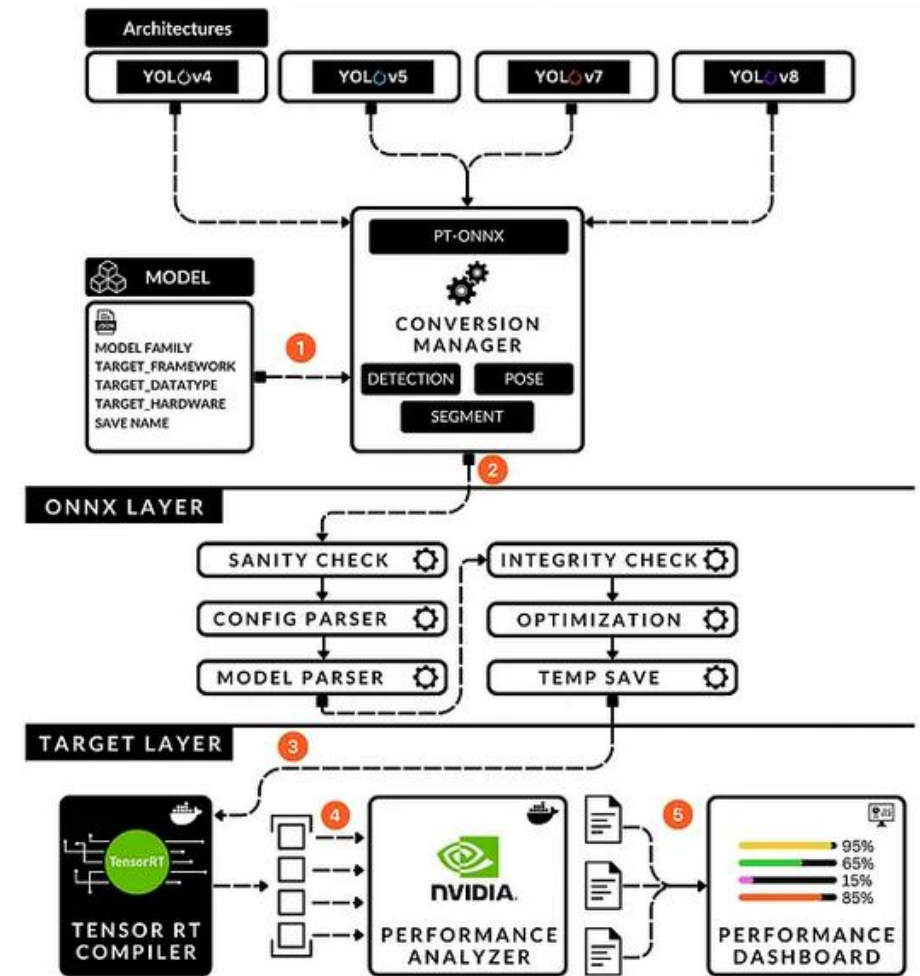 Architectures
YOLOv4
YOLOv5
YOLOv7
YOLOv8
PT-ONNX
CONVERSION
MANAGER
DETECTION
POSE
SEGMENT
MODEL
JSON
MODEL FAMILY
TARGET_FRAMEWORK
TARGET_DATATYPE
TARGET_HARDWARE
SAVE NAME
1
2
ONNX LAYER
SANITY CHECK
CONFIG PARSER
MODEL PARSER
INTEGRITY CHECK
OPTIMIZATION
TEMP SAVE
TARGET LAYER
3
TensorRT
TENSOR RT
COMPILER
4
NVIDIA.
PERFORMANCE
ANALYZER
5
95%
65%
15%
85%
PERFORMANCE
DASHBOARD